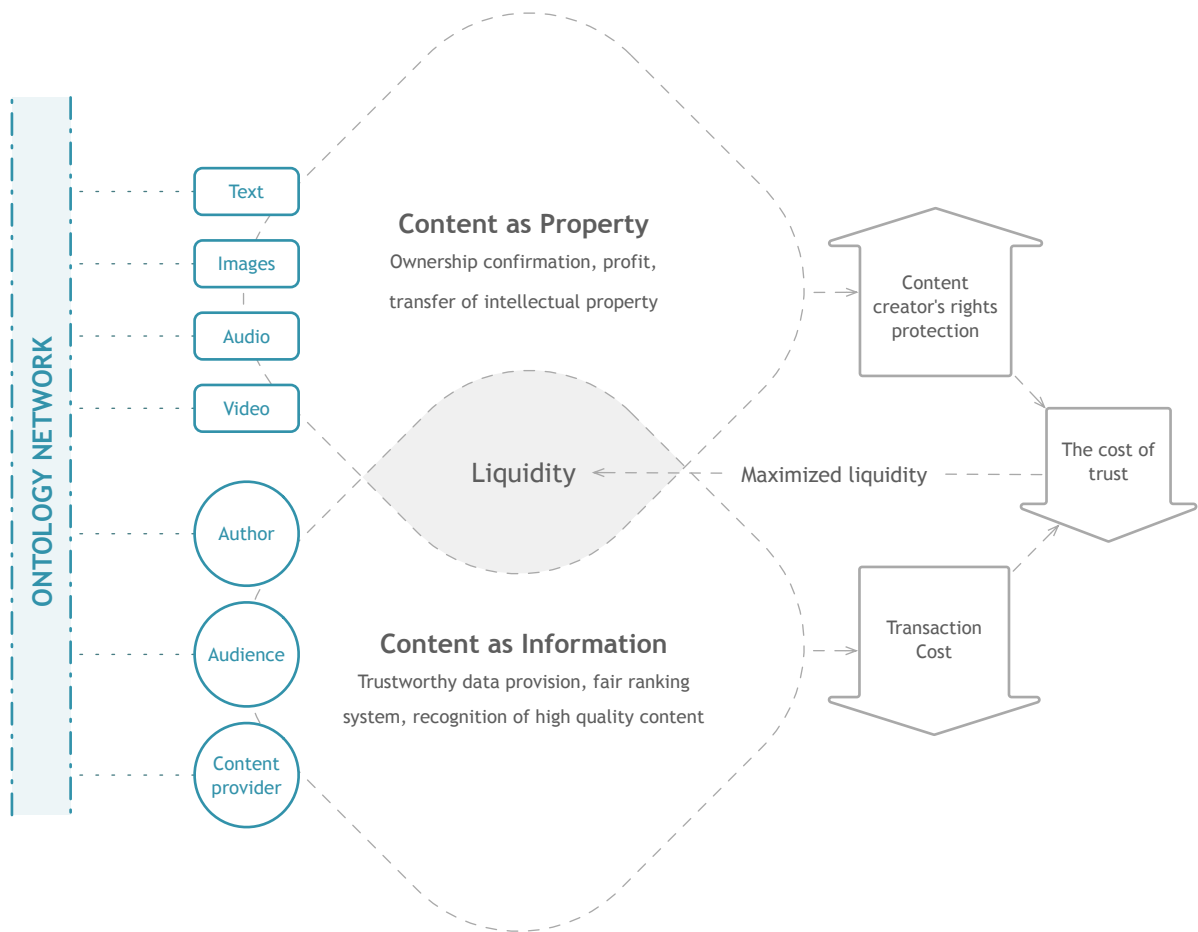 ONTOLOGY NETWORK
Text
Images
Audio
Video
Author
Audience
Content
provider
Content as Property
Ownership confirmation, profit,
transfer of intellectual property
Liquidity
Maximized liquidity
Content as Information
Trustworthy data provision, fair ranking
system, recognition of high quality content
Content
creator's rights
protection
The cost of
trust
Transaction
Cost